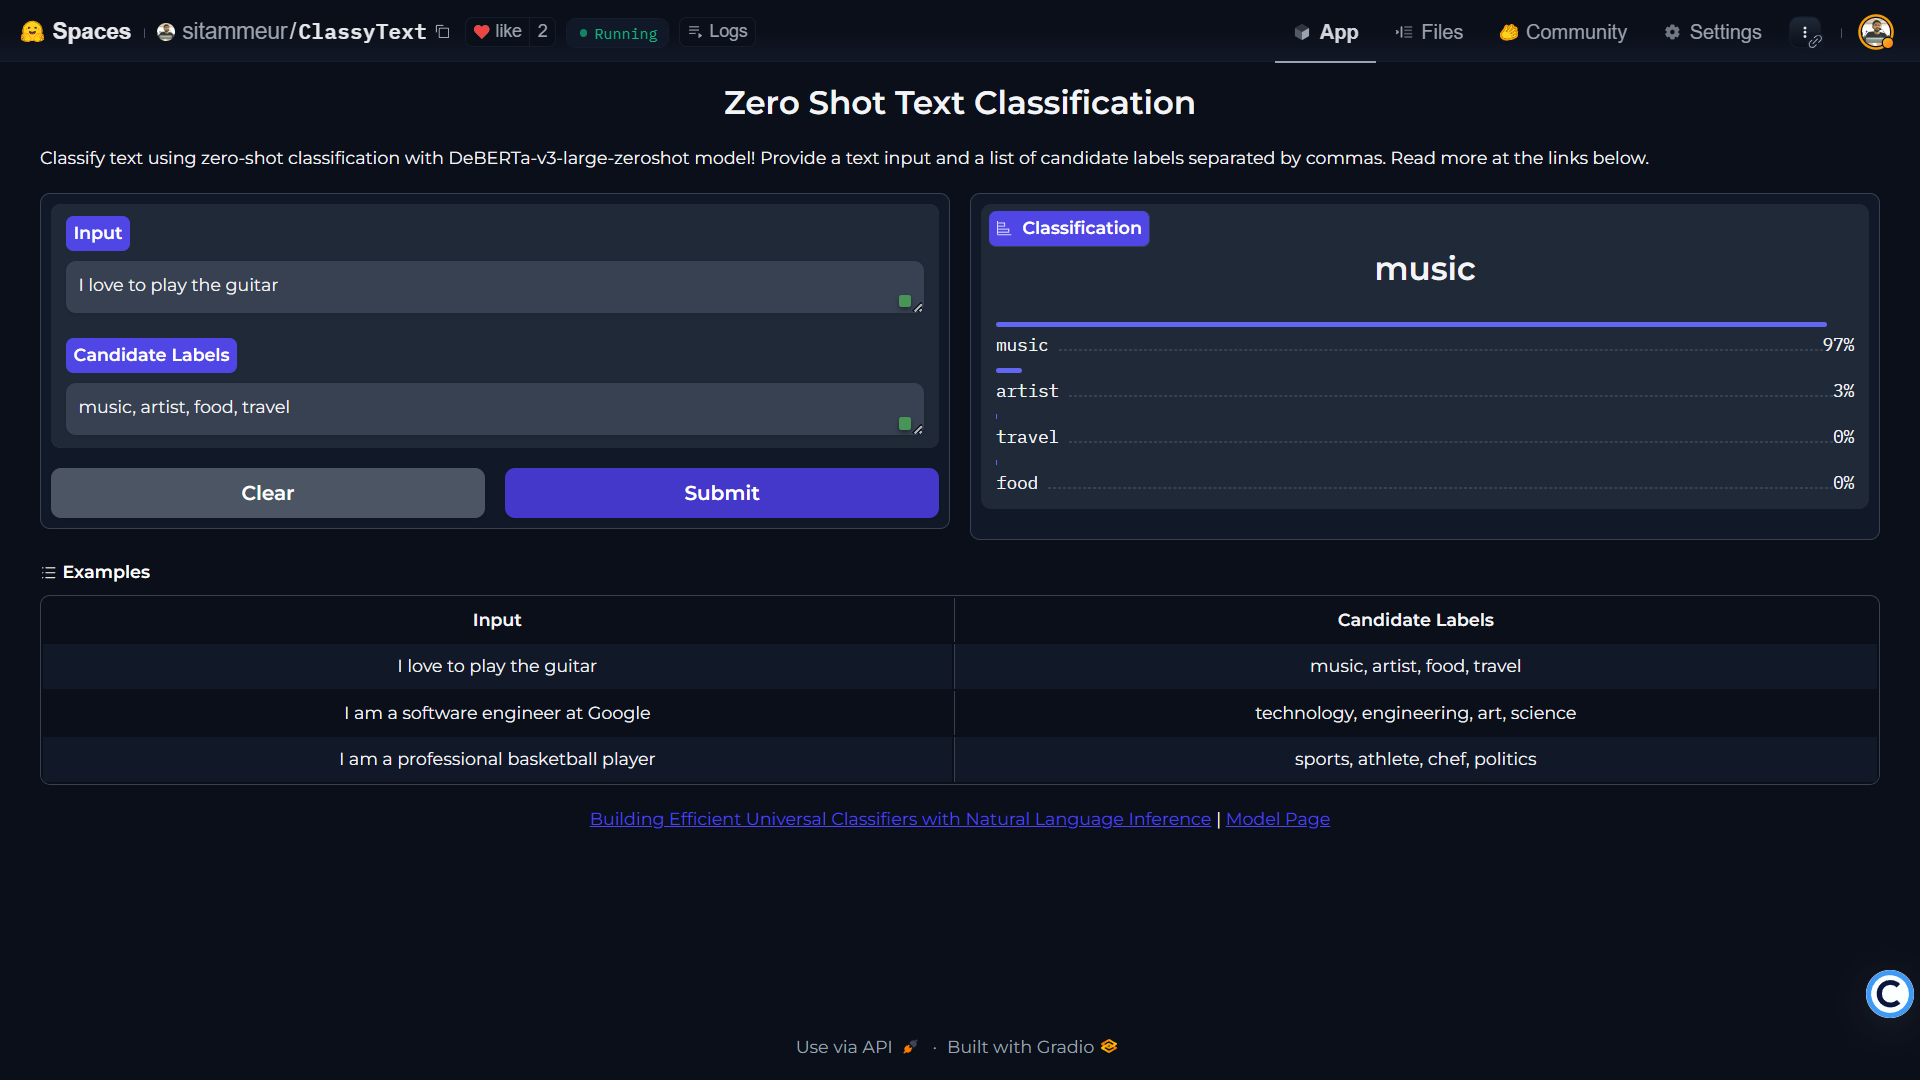 Spaces
sitammeur/ClassyText
like 2
Running
Logs
App
Files
Community
Settings
Zero Shot Text Classification
Classify text using zero-shot classification with DeBERTa-v3-large-zeroshot model! Provide a text input and a list of candidate labels separated by commas. Read more at the links below.
Input
I love to play the guitar
Candidate Labels
music, artist, food, travel
Clear
Submit
Classification
music
music 97%
artist 3%
travel 0%
food 0%
Examples
Input Candidate Labels
I love to play the guitar music, artist, food, travel
I am a software engineer at Google technology, engineering, art, science
I am a professional basketball player sports, athlete, chef, politics
Building Efficient Universal Classifiers with Natural Language Inference | Model Page
C
Use via API · Built with Gradio